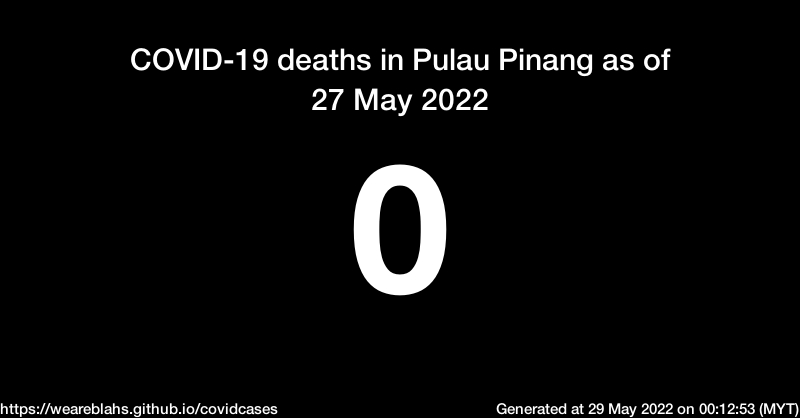 COVID-19 deaths in Pulau Pinang as of
27 May 2022
0
https://weareblahs.github.io/covidcases
Generated at 29 May 2022 on 00:12:53 (MYT)